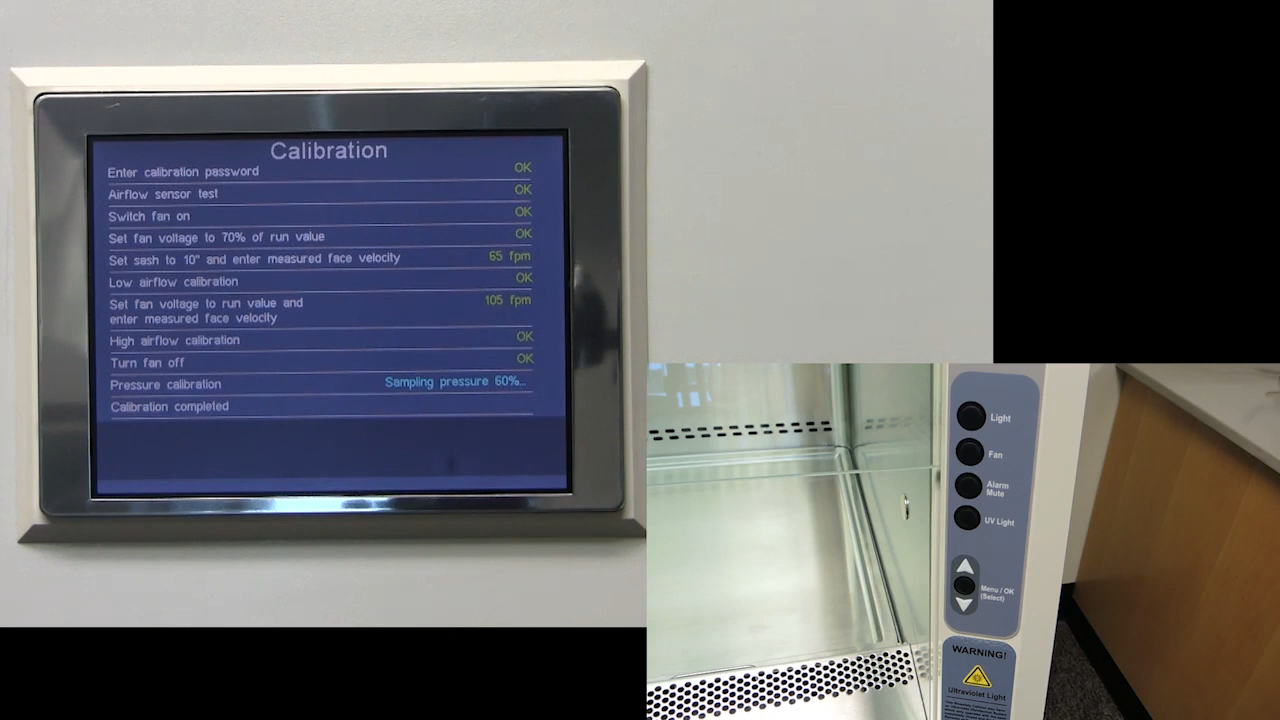 Calibration
Enter calibration password OK
Airflow sensor test OK
Switch fan on OK
Set fan voltage to 70% of run value OK
Set sash to 10" and enter measured face velocity 65 fpm
Low airflow calibration OK
Set fan voltage to run value and 105 fpm
enter measured face velocity
High airflow calibration OK
Turn fan off OK
Pressure calibration Sampling pressure 60%...
Calibration completed
Light
Fan
Alarm
Mute
UV Light
Menu / OK
(Select)
WARNING!
Ultraviolet Light